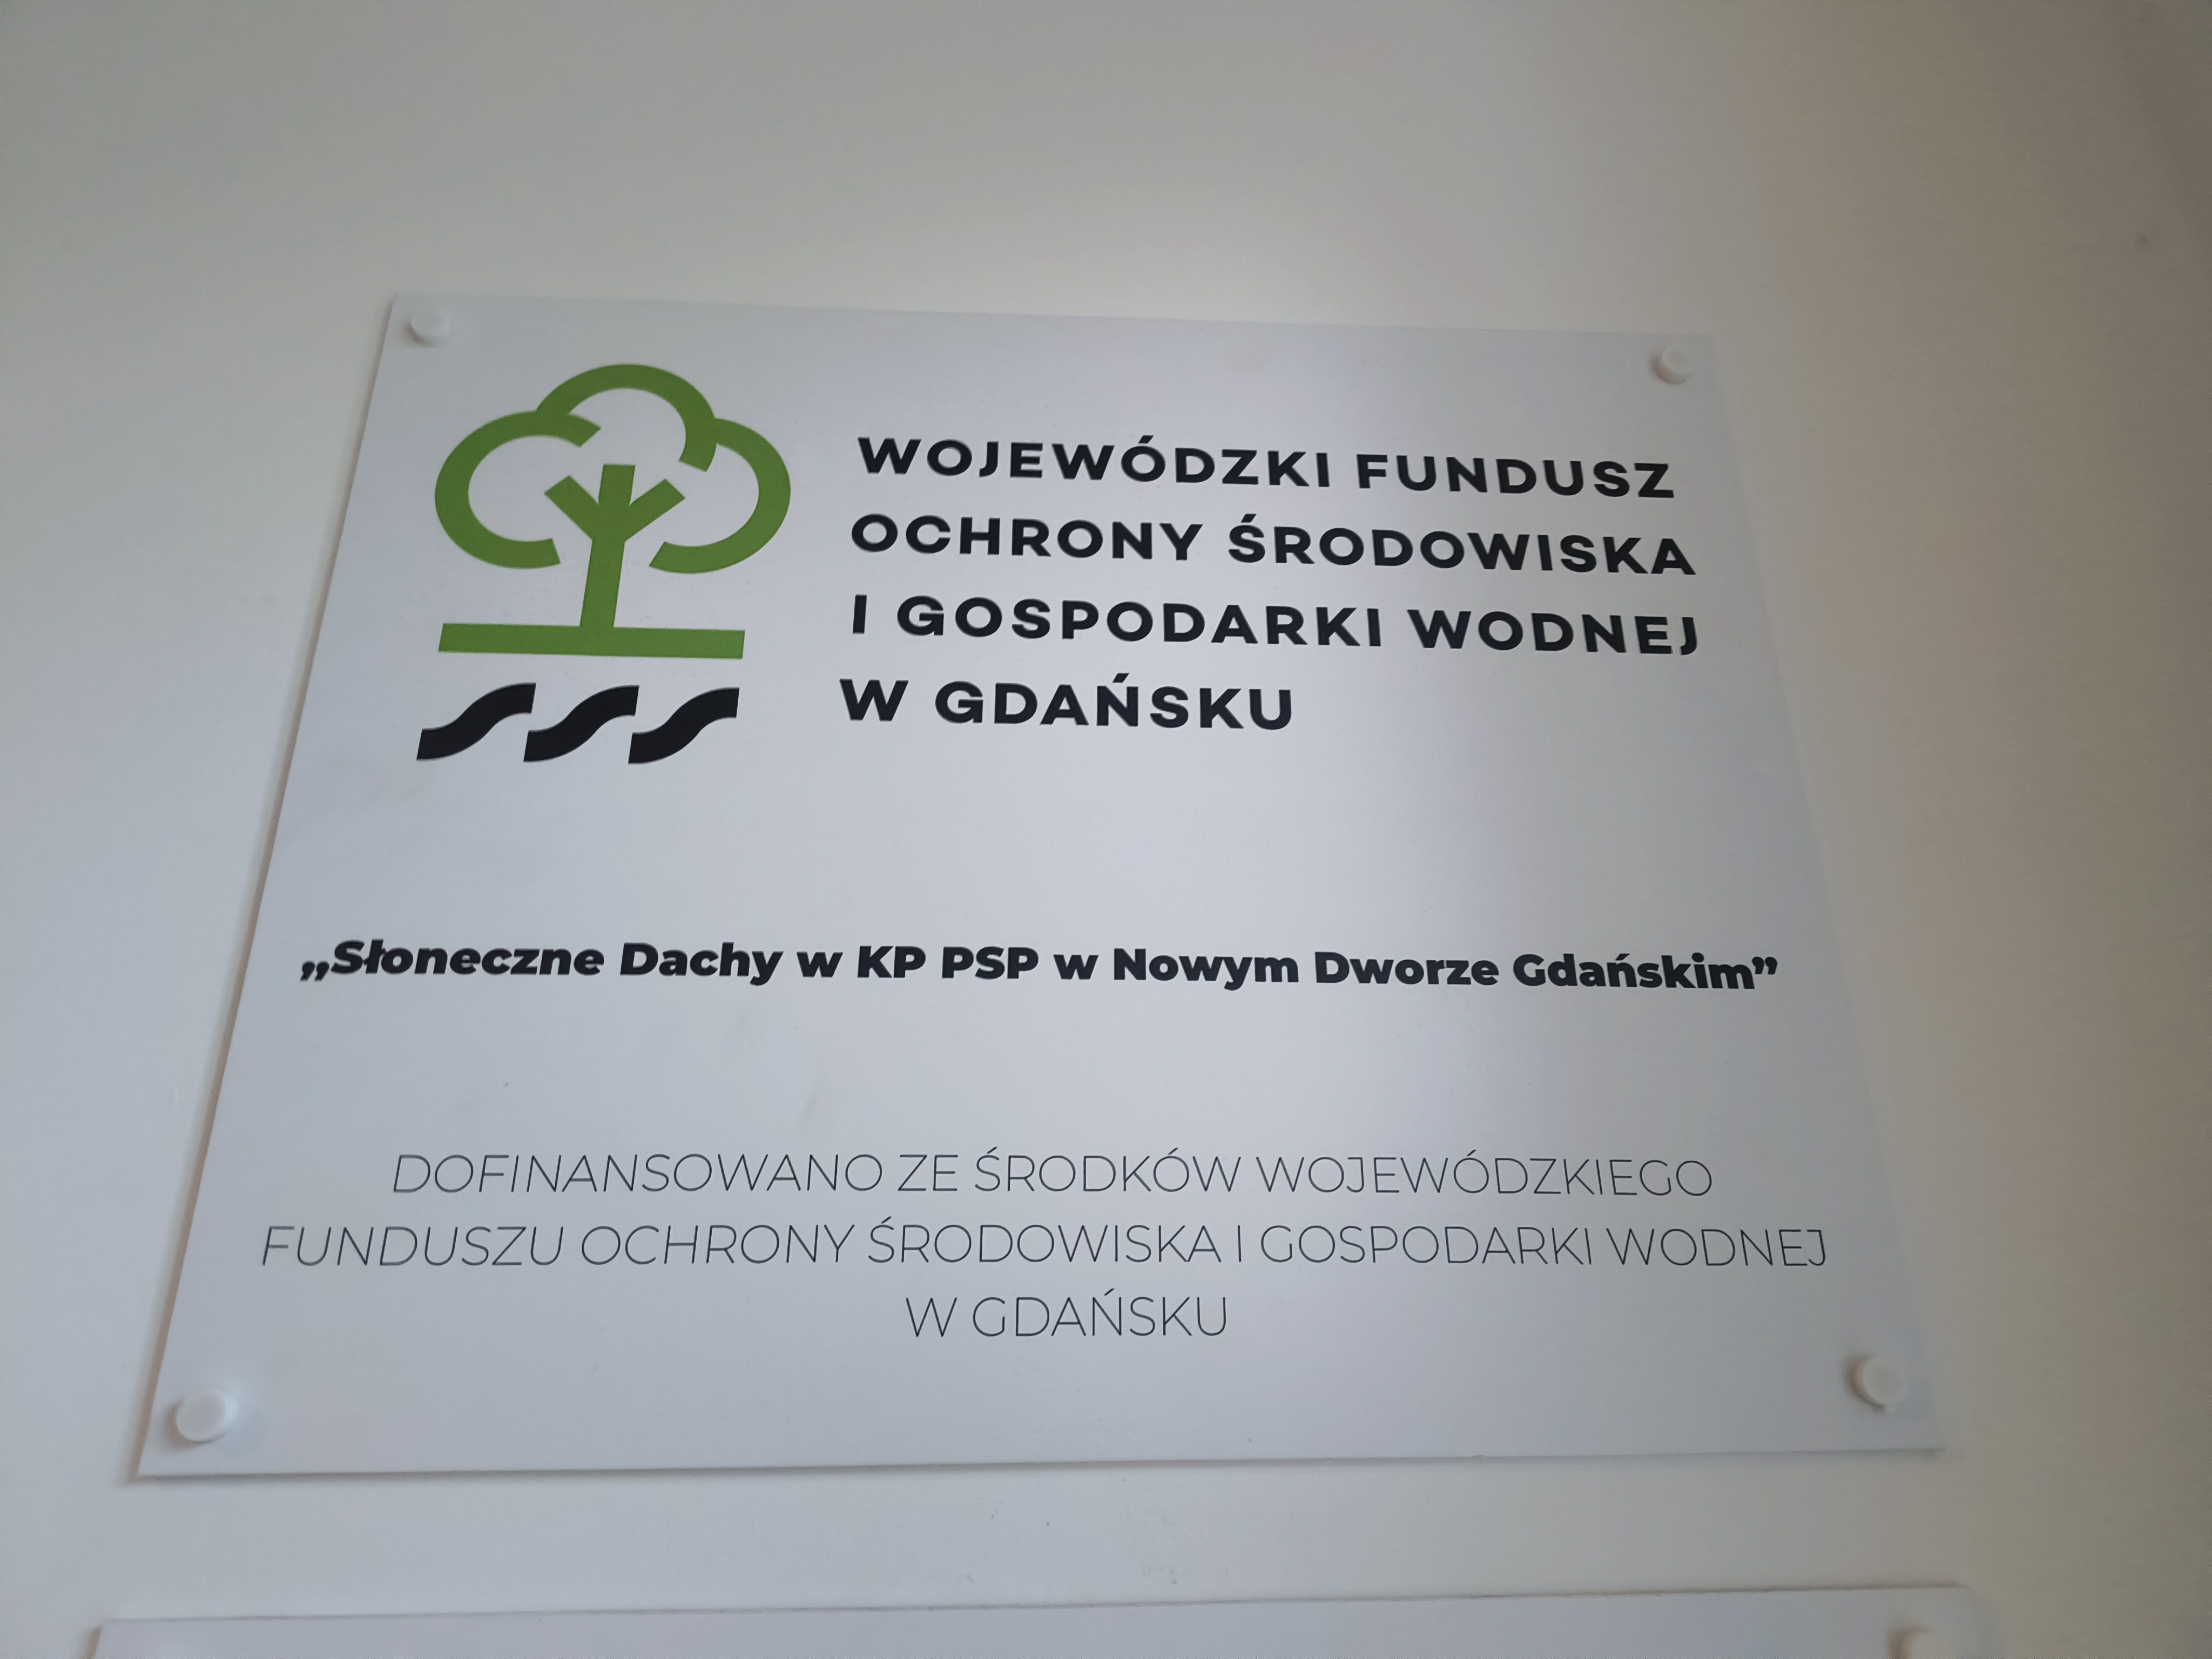 WOJEWÓDZKI FUNDUSZ
OCHRONY ŚRODOWISKA
I GOSPODARKI WODNEJ
W GDAŃSKU
„Słoneczne Dachy w KP PSP w Nowym Dworze Gdańskim”
DOFINANSOWANO ZE ŚRODKÓW WOJEWÓDZKIEGO
FUNDUSZU OCHRONY ŚRODOWISKA I GOSPODARKI WODNEJ
W GDAŃSKU